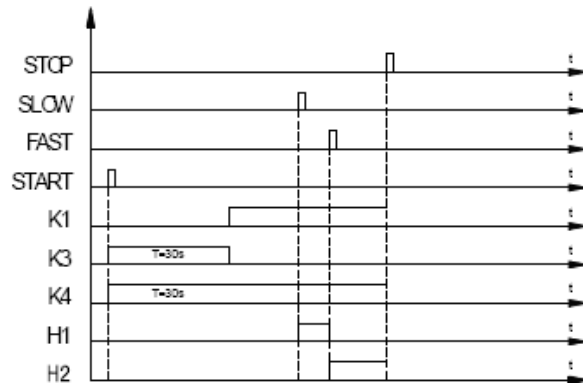 STOP t
SLOW t
FAST t
START t
K1 t
K3 T=30s t
K4 T=30s t
H1 t
H2 t